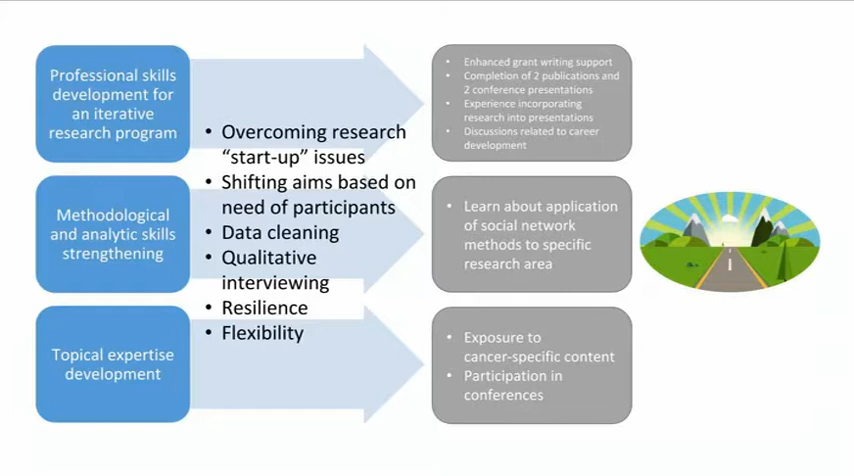 Professional skills
development for
an iterative
research program
Methodological
and analytic skills
strengthening
Topical expertise
development
• Overcoming research
“start-up” issues
• Shifting aims based on
need of participants
• Data cleaning
• Qualitative
interviewing
• Resilience
• Flexibility
• Enhanced grant writing support
• Completion of 2 publications and
2 conference presentations
• Experience incorporating
research into presentations
• Discussions related to career
development
• Learn about application
of social network
methods to specific
research area
• Exposure to
cancer-specific content
• Participation in
conferences